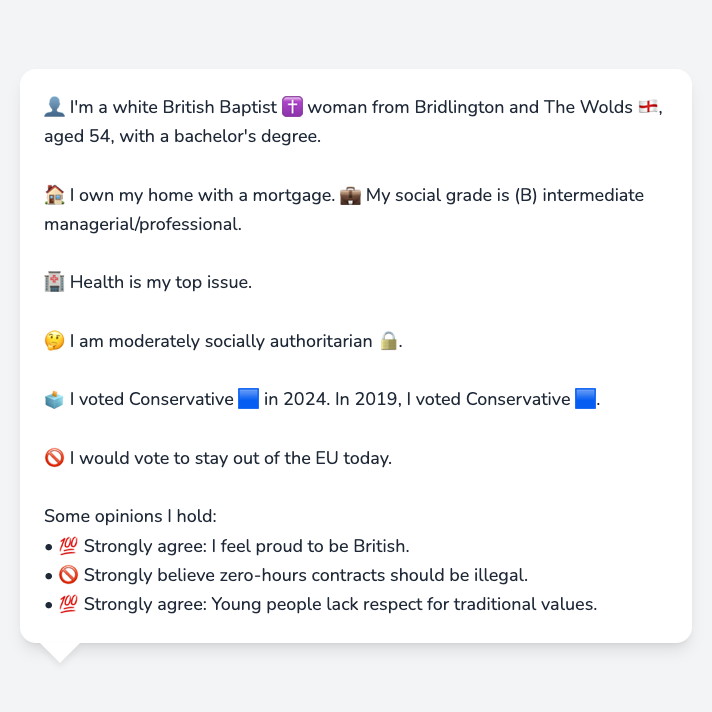 👤 I'm a white British Baptist ✝️ woman from Bridlington and The Wolds 🏴󠁧󠁢󠁥󠁮󠁧󠁿,
aged 54, with a bachelor's degree.
🏠 I own my home with a mortgage. 💼 My social grade is (B) intermediate
managerial/professional.
🏥 Health is my top issue.
🤔 I am moderately socially authoritarian 🔒.
🗳️ I voted Conservative 🟦 in 2024. In 2019, I voted Conservative 🟦.
🚫 I would vote to stay out of the EU today.
Some opinions I hold:
• 💯 Strongly agree: I feel proud to be British.
• 🚫 Strongly believe zero-hours contracts should be illegal.
• 💯 Strongly agree: Young people lack respect for traditional values.